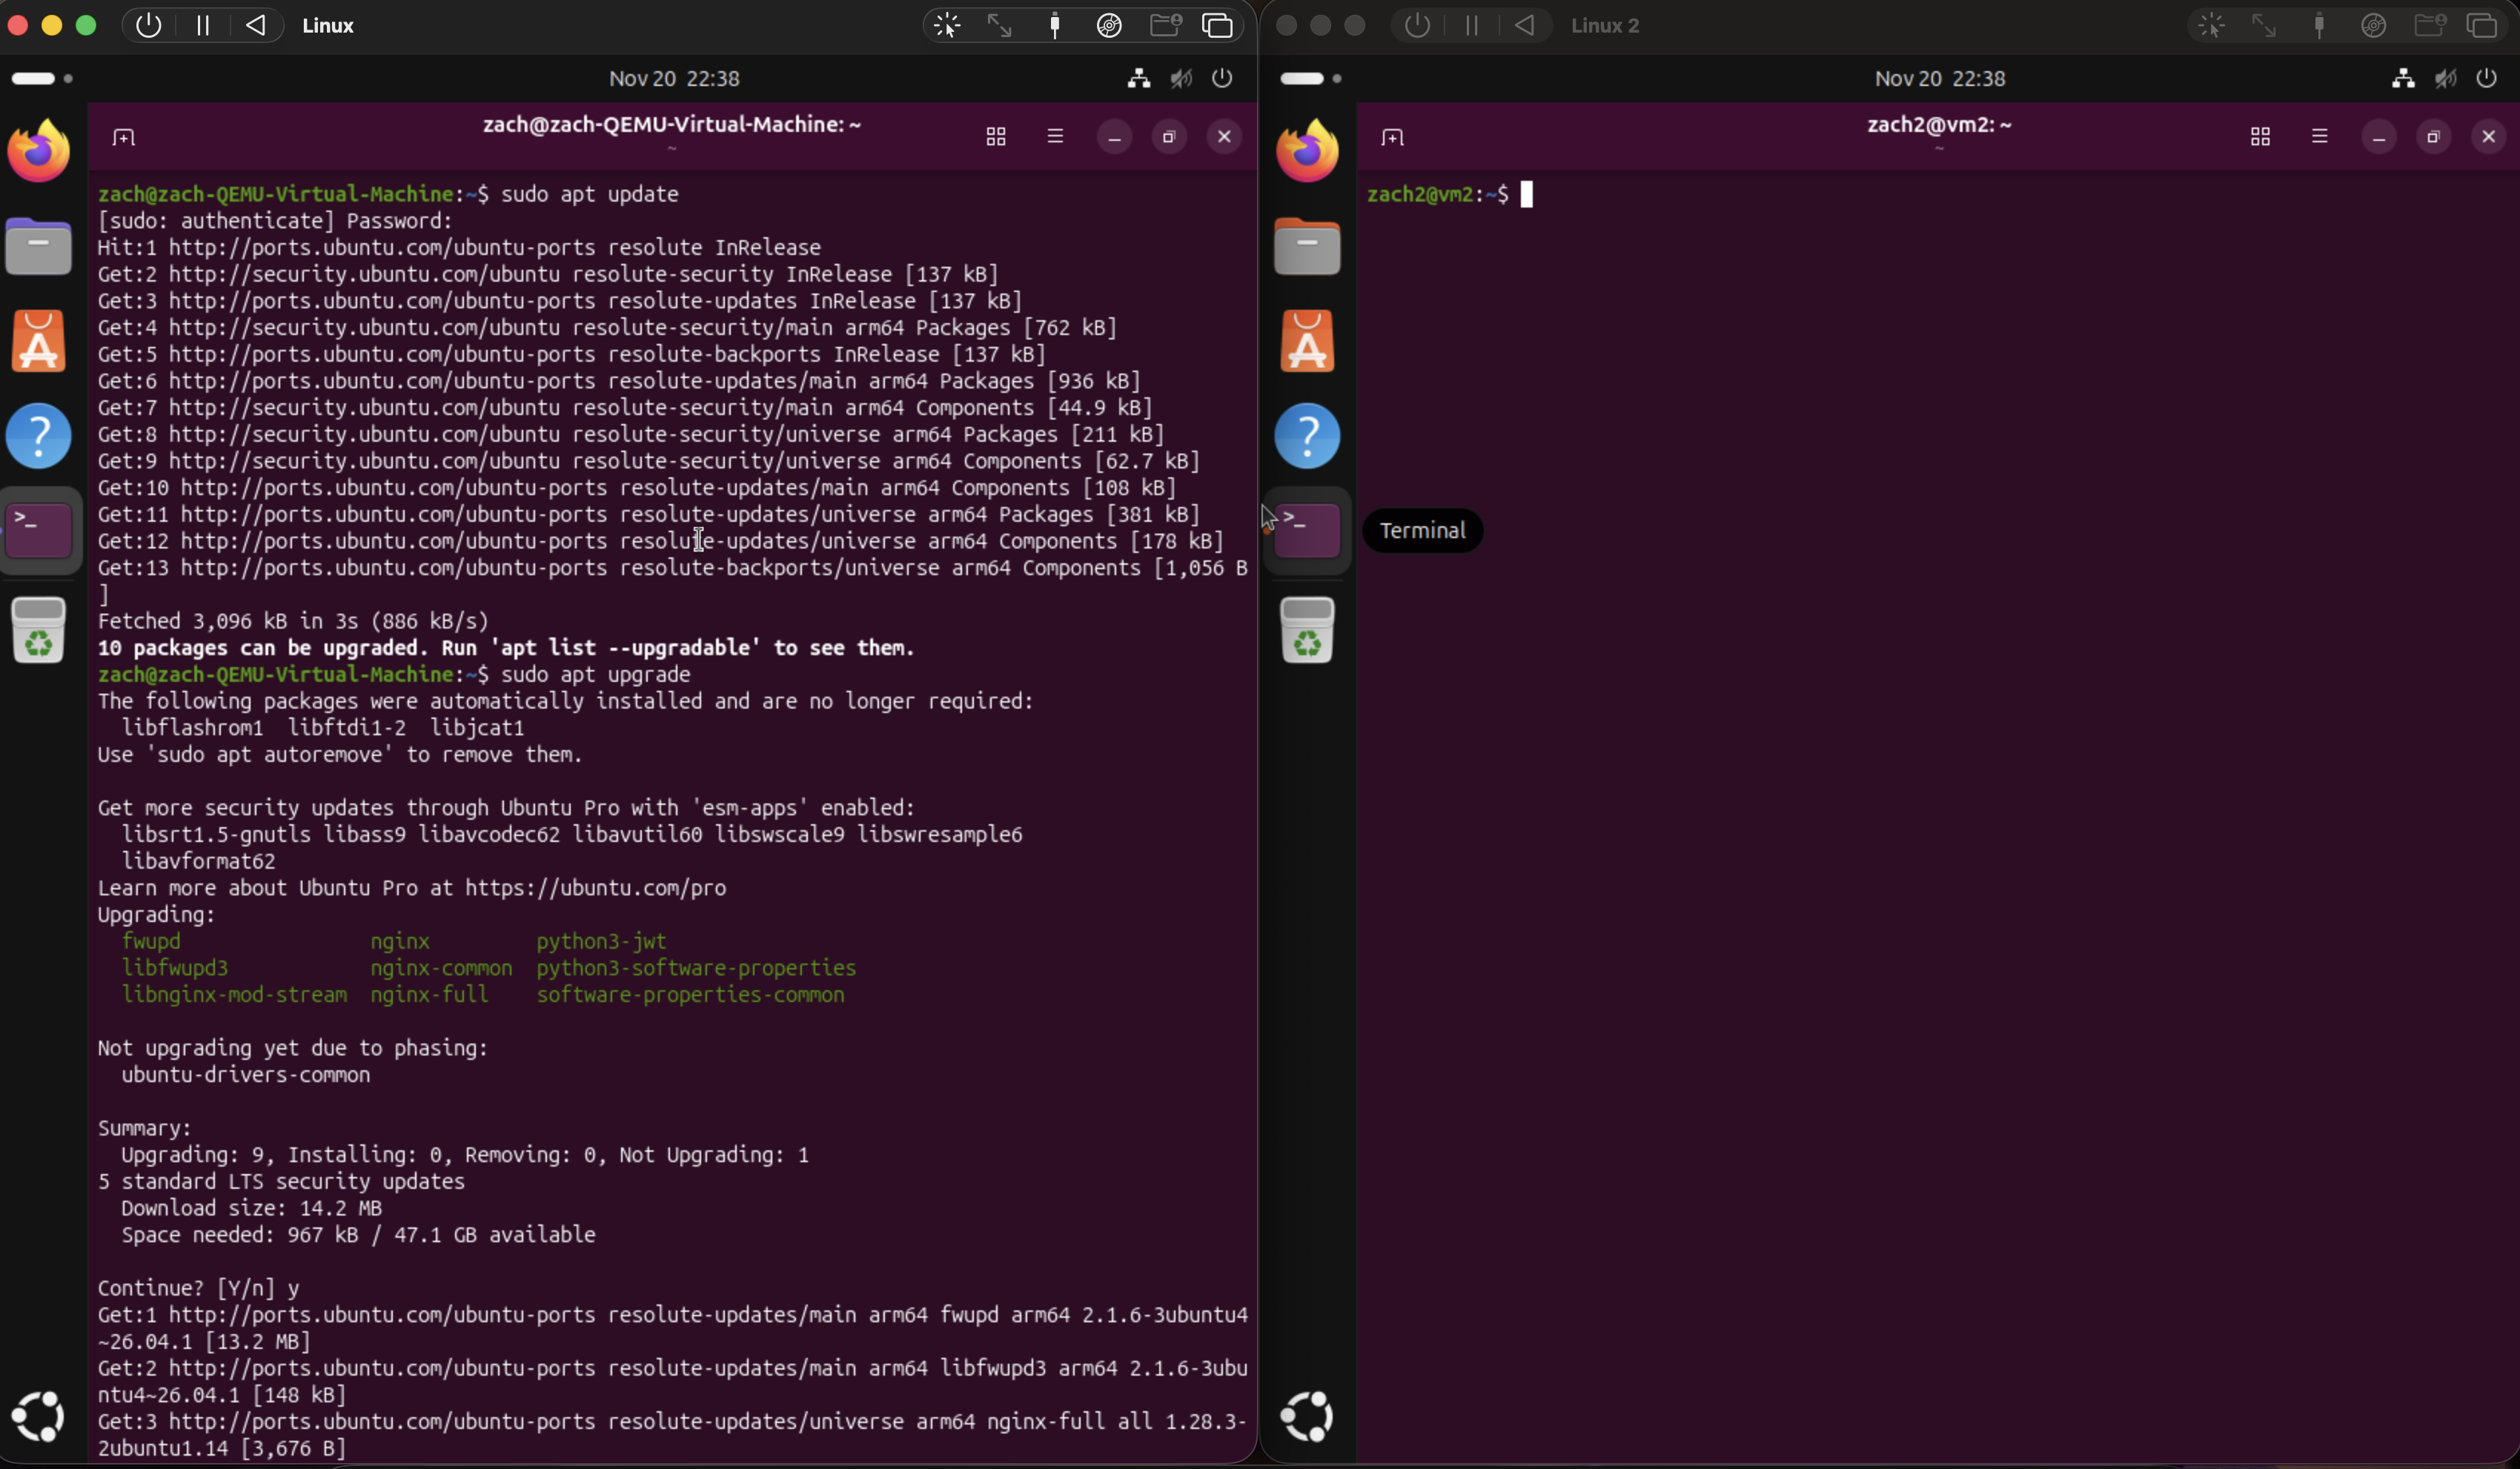 Linux
Nov 20 22:38
zach@zach-QEMU-Virtual-Machine: ~
~
zach@zach-QEMU-Virtual-Machine:~$ sudo apt update
[sudo: authenticate] Password:
Hit:1 http://ports.ubuntu.com/ubuntu-ports resolute InRelease
Get:2 http://security.ubuntu.com/ubuntu resolute-security InRelease [137 kB]
Get:3 http://ports.ubuntu.com/ubuntu-ports resolute-updates InRelease [137 kB]
Get:4 http://security.ubuntu.com/ubuntu resolute-security/main arm64 Packages [762 kB]
Get:5 http://ports.ubuntu.com/ubuntu-ports resolute-backports InRelease [137 kB]
Get:6 http://ports.ubuntu.com/ubuntu-ports resolute-updates/main arm64 Packages [936 kB]
Get:7 http://security.ubuntu.com/ubuntu resolute-security/main arm64 Components [44.9 kB]
Get:8 http://security.ubuntu.com/ubuntu resolute-security/universe arm64 Packages [211 kB]
Get:9 http://security.ubuntu.com/ubuntu resolute-security/universe arm64 Components [62.7 kB]
Get:10 http://ports.ubuntu.com/ubuntu-ports resolute-updates/main arm64 Components [108 kB]
Get:11 http://ports.ubuntu.com/ubuntu-ports resolute-updates/universe arm64 Packages [381 kB]
Get:12 http://ports.ubuntu.com/ubuntu-ports resolute-updates/universe arm64 Components [178 kB]
Get:13 http://ports.ubuntu.com/ubuntu-ports resolute-backports/universe arm64 Components [1,056 B
]
Fetched 3,096 kB in 3s (886 kB/s)
10 packages can be upgraded. Run 'apt list --upgradable' to see them.
zach@zach-QEMU-Virtual-Machine:~$ sudo apt upgrade
The following packages were automatically installed and are no longer required:
  libflashrom1  libftdi1-2  libjcat1
Use 'sudo apt autoremove' to remove them.

Get more security updates through Ubuntu Pro with 'esm-apps' enabled:
  libsrt1.5-gnutls libass9 libavcodec62 libavutil60 libswscale9 libswresample6
  libavformat62
Learn more about Ubuntu Pro at https://ubuntu.com/pro
Upgrading:
  fwupd                nginx         python3-jwt
  libfwupd3            nginx-common  python3-software-properties
  libnginx-mod-stream  nginx-full    software-properties-common

Not upgrading yet due to phasing:
  ubuntu-drivers-common

Summary:
  Upgrading: 9, Installing: 0, Removing: 0, Not Upgrading: 1
5 standard LTS security updates
  Download size: 14.2 MB
  Space needed: 967 kB / 47.1 GB available

Continue? [Y/n] y
Get:1 http://ports.ubuntu.com/ubuntu-ports resolute-updates/main arm64 fwupd arm64 2.1.6-3ubuntu4
~26.04.1 [13.2 MB]
Get:2 http://ports.ubuntu.com/ubuntu-ports resolute-updates/main arm64 libfwupd3 arm64 2.1.6-3ubu
ntu4~26.04.1 [148 kB]
Get:3 http://ports.ubuntu.com/ubuntu-ports resolute-updates/universe arm64 nginx-full all 1.28.3-
2ubuntu1.14 [3,676 B]
Linux 2
Nov 20 22:38
zach2@vm2: ~
~
zach2@vm2:~$
Terminal